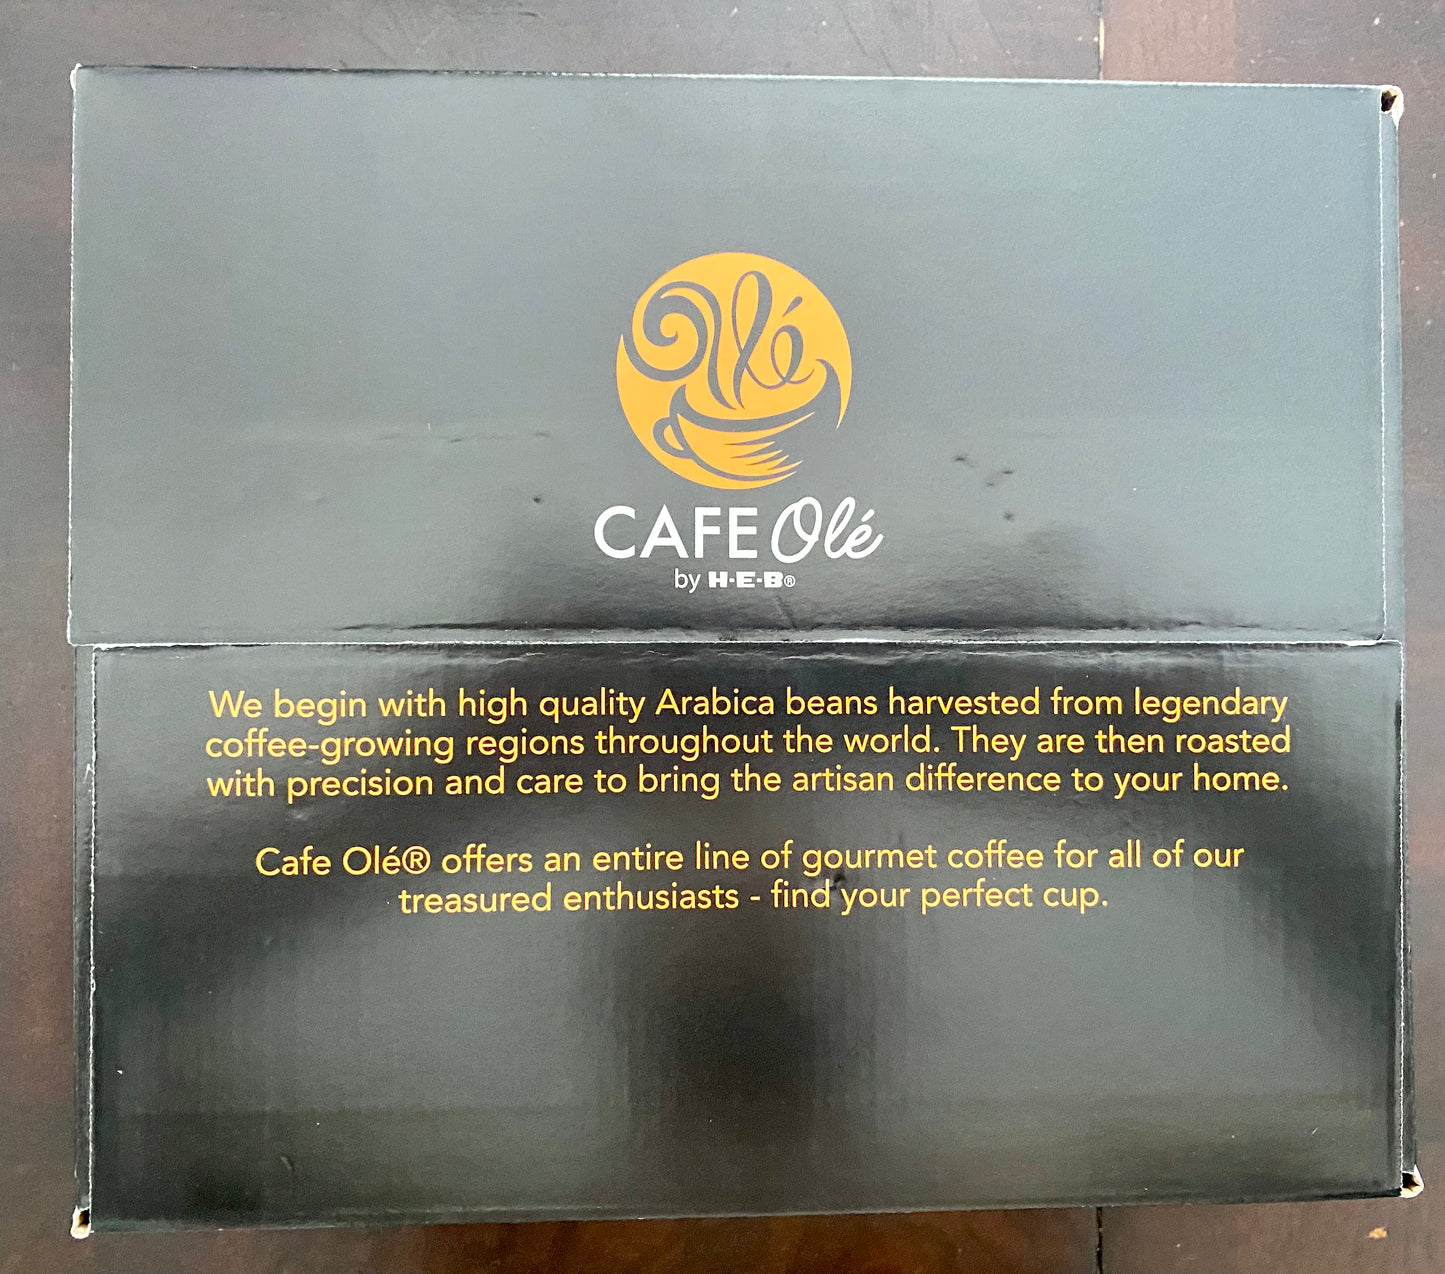 Olé
CAFE Olé
by H-E-B®
We begin with high quality Arabica beans harvested from legendary
coffee-growing regions throughout the world. They are then roasted
with precision and care to bring the artisan difference to your home.
Cafe Olé® offers an entire line of gourmet coffee for all of our
treasured enthusiasts - find your perfect cup.